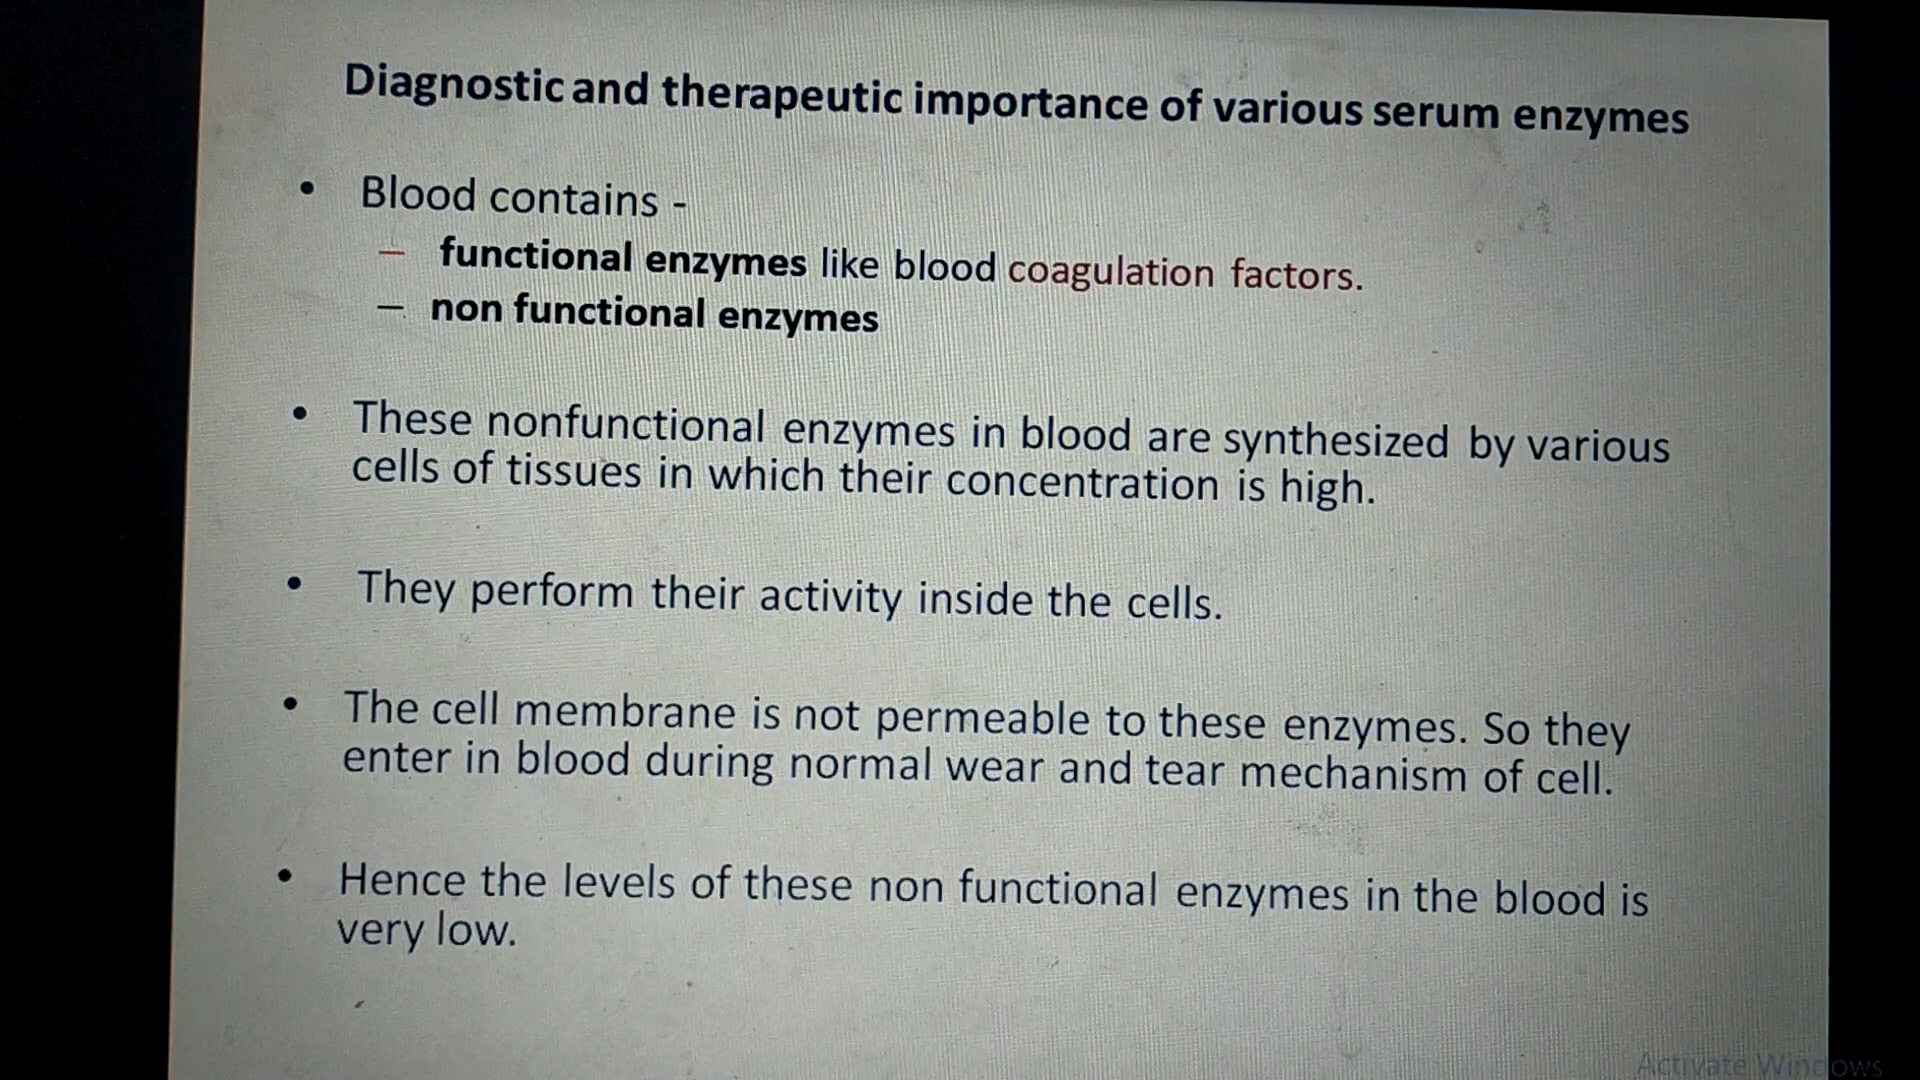 Diagnostic and therapeutic importance of various serum enzymes
• Blood contains -
– functional enzymes like blood coagulation factors.
– non functional enzymes
• These nonfunctional enzymes in blood are synthesized by various
cells of tissues in which their concentration is high.
• They perform their activity inside the cells.
• The cell membrane is not permeable to these enzymes. So they
enter in blood during normal wear and tear mechanism of cell.
• Hence the levels of these non functional enzymes in the blood is
very low.
Activate Windows